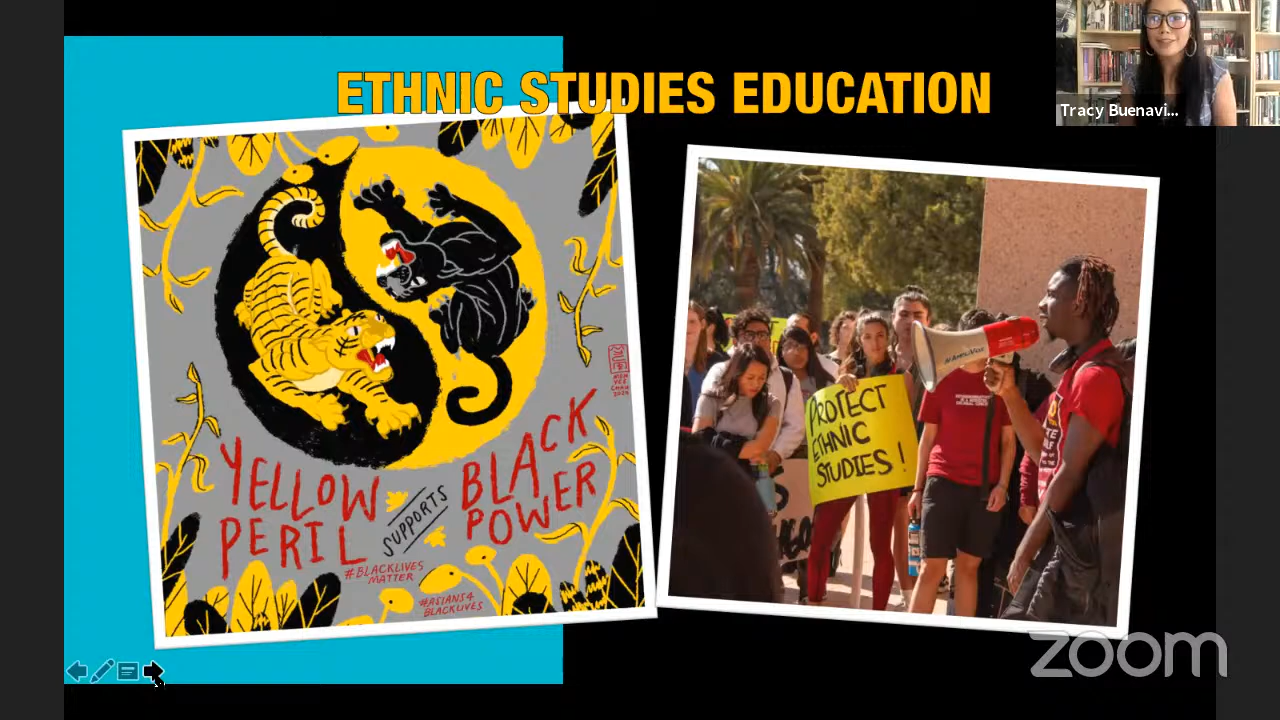 ETHNIC STUDIES EDUCATION
Tracy Buenavi...
YELLOW
PERIL
SUPPORTS
BLACK
POWER
#BLACKLIVES
MATTER
#ASIANS4
BLACKLIVES
PROTECT
ETHNIC
STUDIES!
zoom